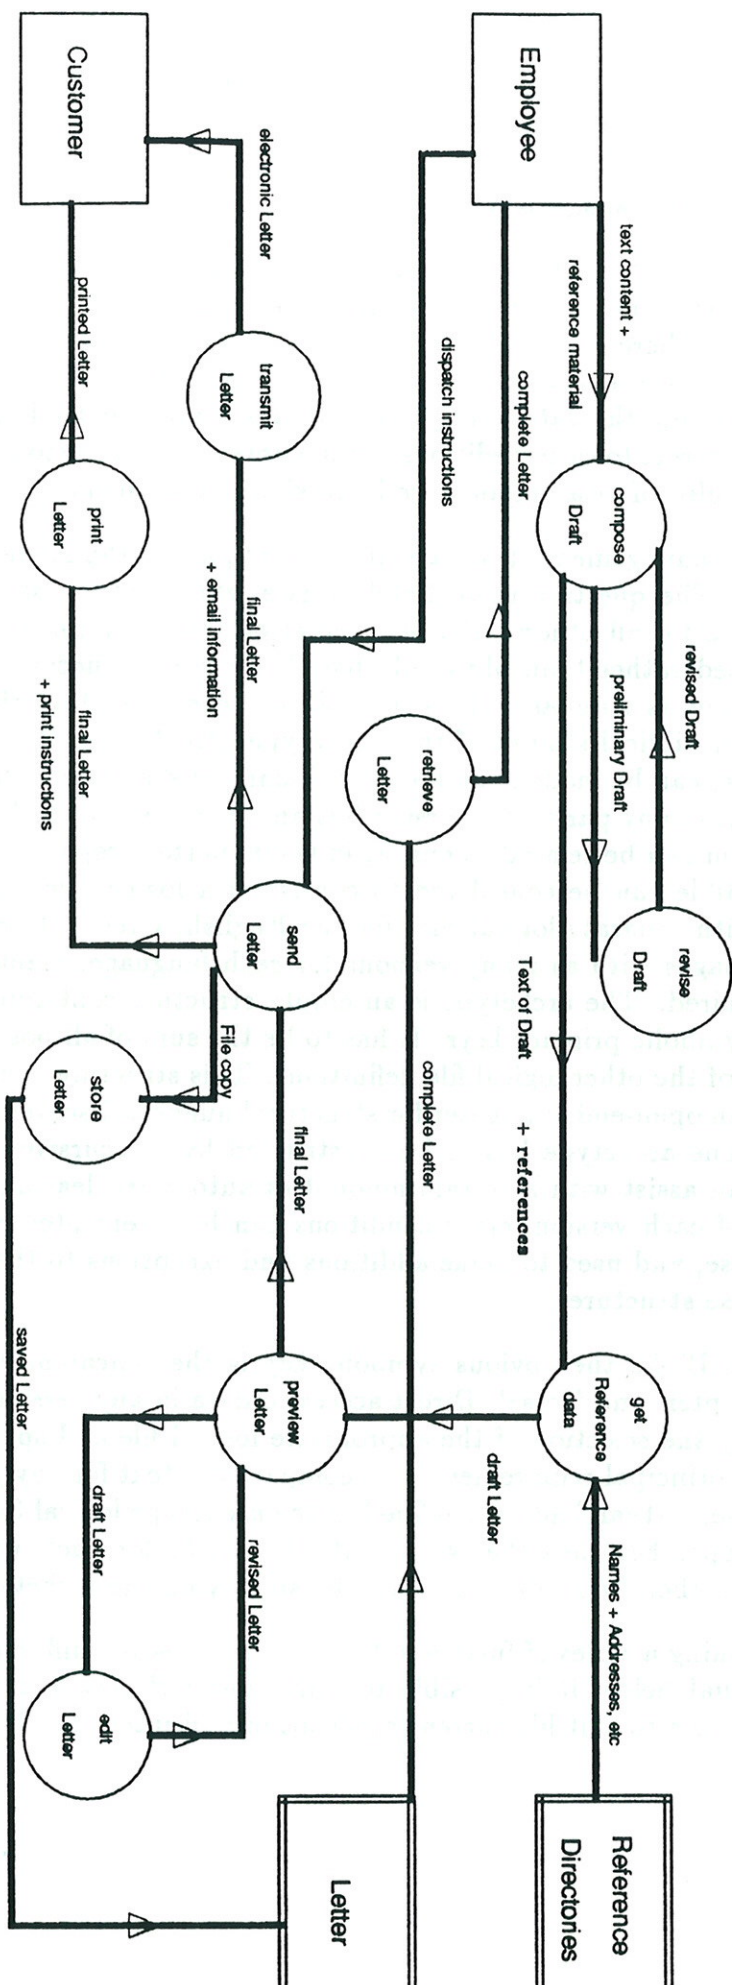 revise
Draft
revised Draft
text content +
reference material
compose
Draft
preliminary Draft
Text of Draft
+ references
get
Reference
data
Names + Addresses, etc
Reference
Directories
Employee
complete Letter
dispatch instructions
retrieve
Letter
complete Letter
draft Letter
Letter
electronic Letter
transmit
Letter
final Letter
+ email information
send
Letter
final Letter
preview
Letter
revised Letter
File copy
Customer
printed Letter
print
Letter
final Letter
+ print instructions
store
Letter
draft Letter
edit
Letter
saved Letter